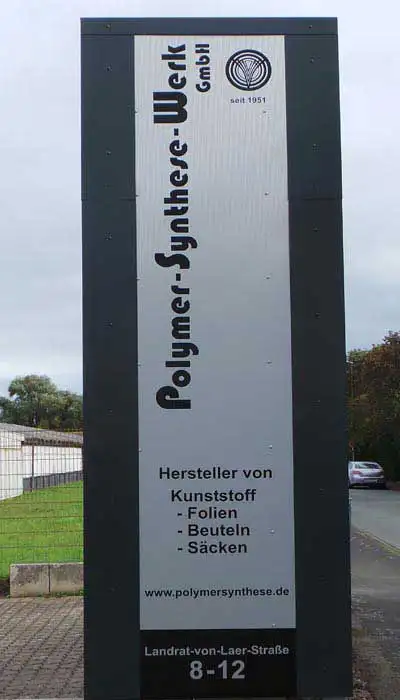 Polymer-Synthese-Werk
GmbH
seit 1951
Hersteller von
Kunststoff
- Folien
- Beuteln
- Säcken
www.polymersynthese.de
Landrat-von-Laer-Straße
8-12